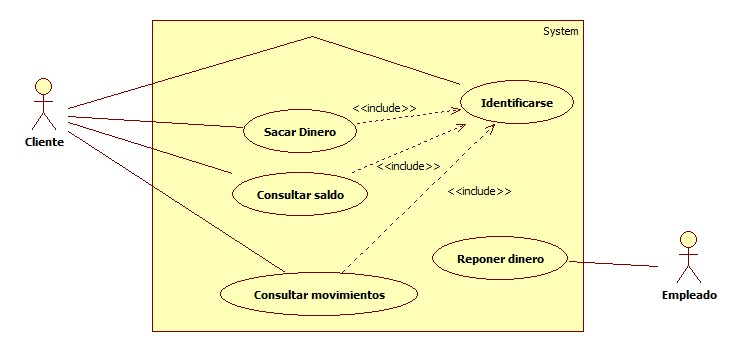 System
Identificarse
<<include>>
Sacar Dinero
Cliente
<<include>>
Consultar saldo
<<include>>
Reponer dinero
Consultar movimientos
Empleado